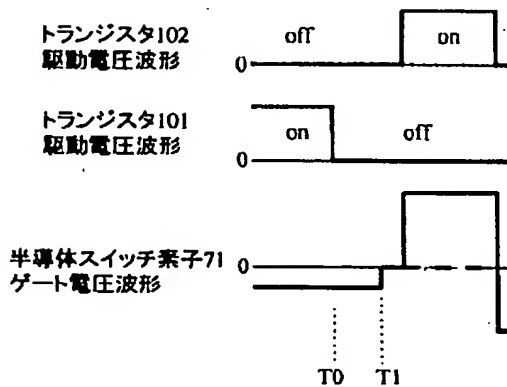 トランジスタ102
駆動電圧波形
off
on
0
トランジスタ101
駆動電圧波形
on
off
0
半導体スイッチ素子71
ゲート電圧波形
0
T0
T1